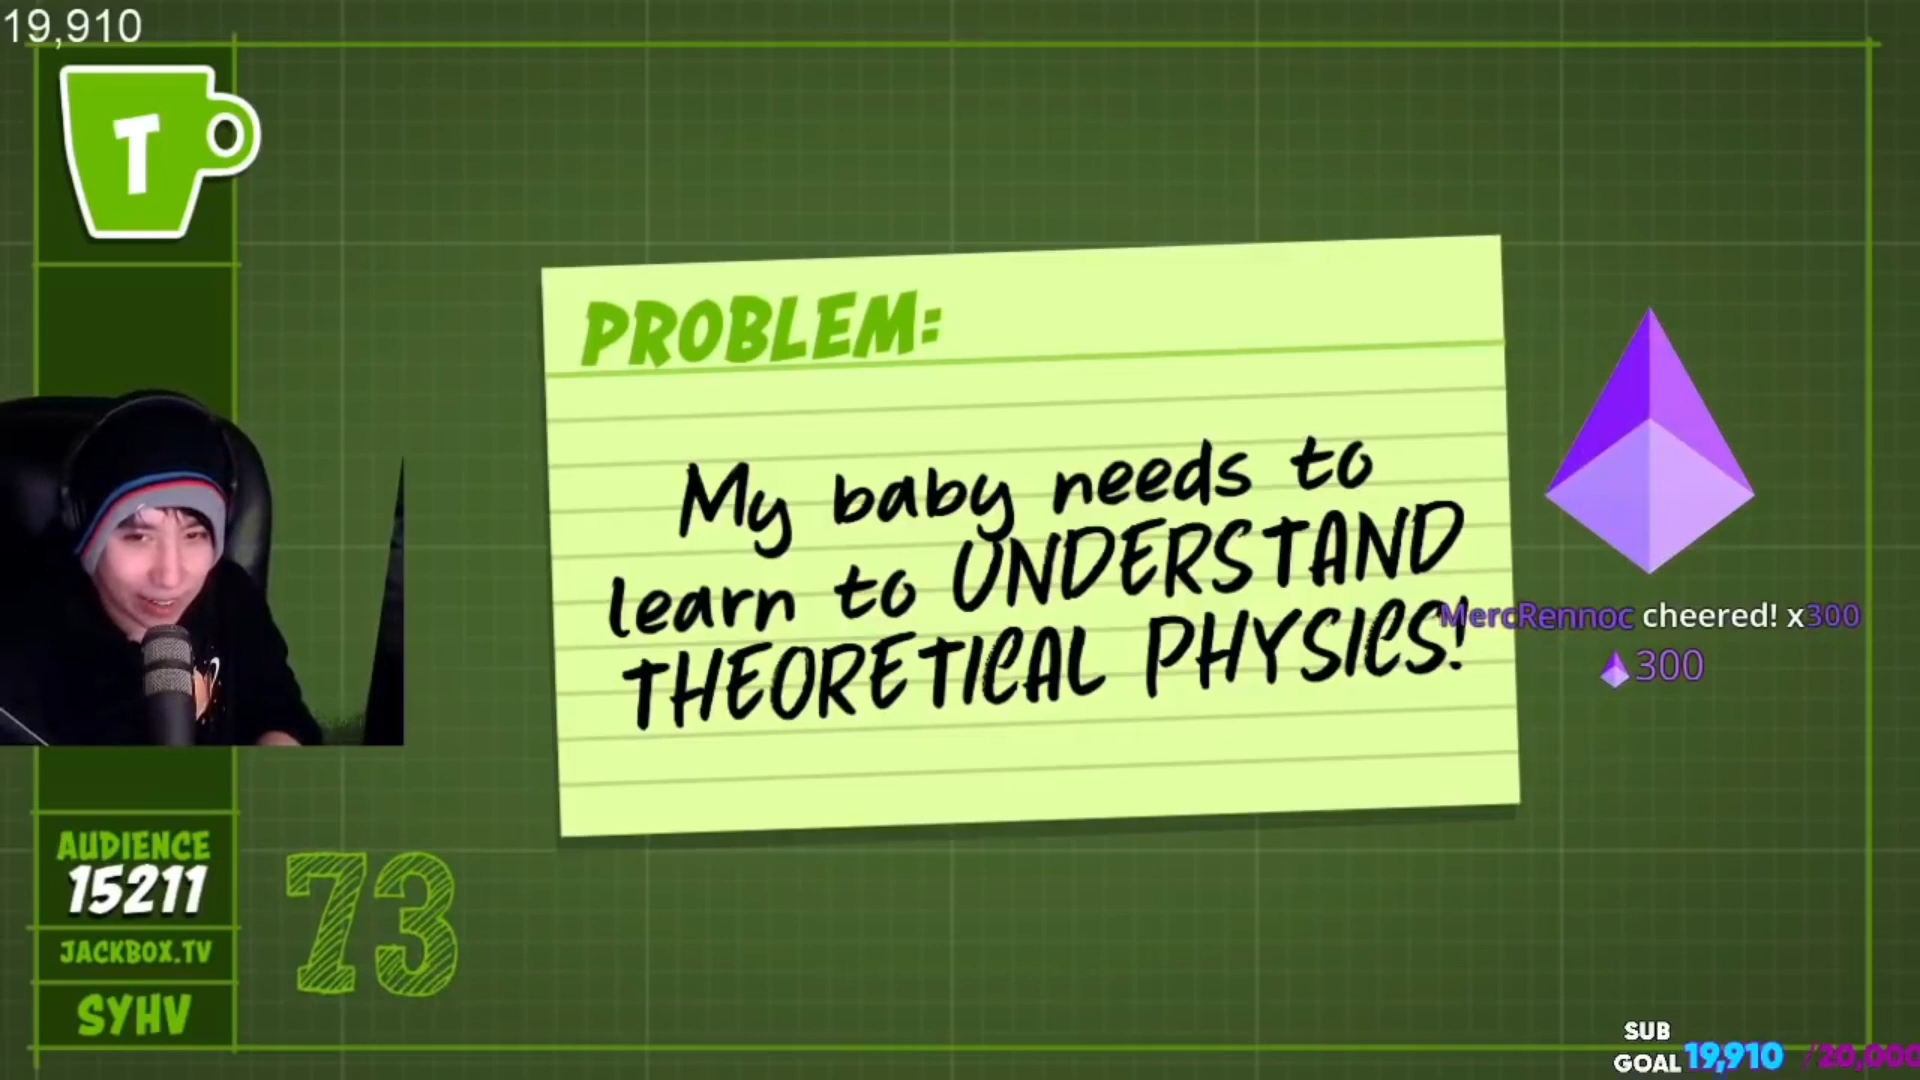 19,910
T
PROBLEM:
My baby needs to
learn to UNDERSTAND
THEORETICAL PHYSICS!
MercRennoc cheered! x300
300
AUDIENCE
15211
JACKBOX.TV
SYHV
73
SUB
GOAL 19,910 /20,000